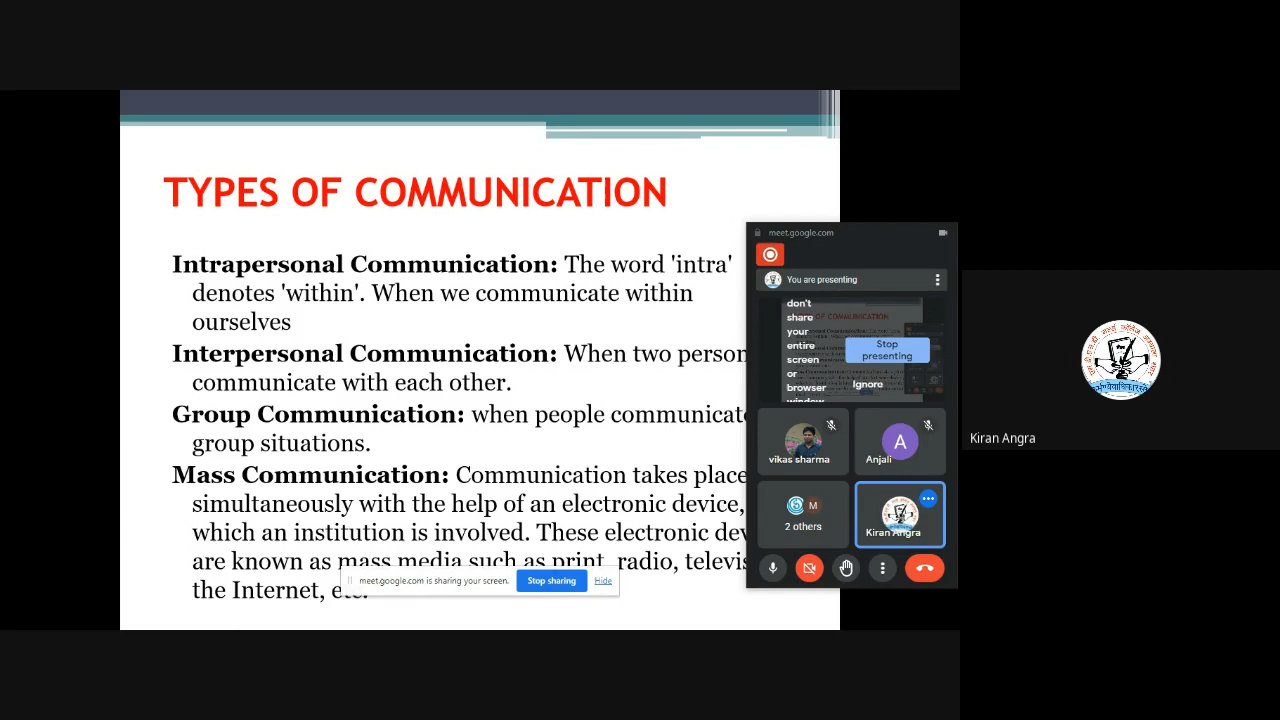 TYPES OF COMMUNICATION
Intrapersonal Communication: The word 'intra'
denotes 'within'. When we communicate within
ourselves
Interpersonal Communication: When two person
communicate with each other.
Group Communication: when people communicate
group situations.
Mass Communication: Communication takes place
simultaneously with the help of an electronic device,
which an institution is involved. These electronic dev
are known as mass media such as print, radio, televis
the Internet, etc.
meet.google.com is sharing your screen.
Stop sharing
Hide
meet.google.com
You are presenting
don't
share
your
entire
screen
or
browser
window
Stop
presenting
Ignore
vikas sharma
A
Anjali
M
2 others
Kiran Angra
Kiran Angra